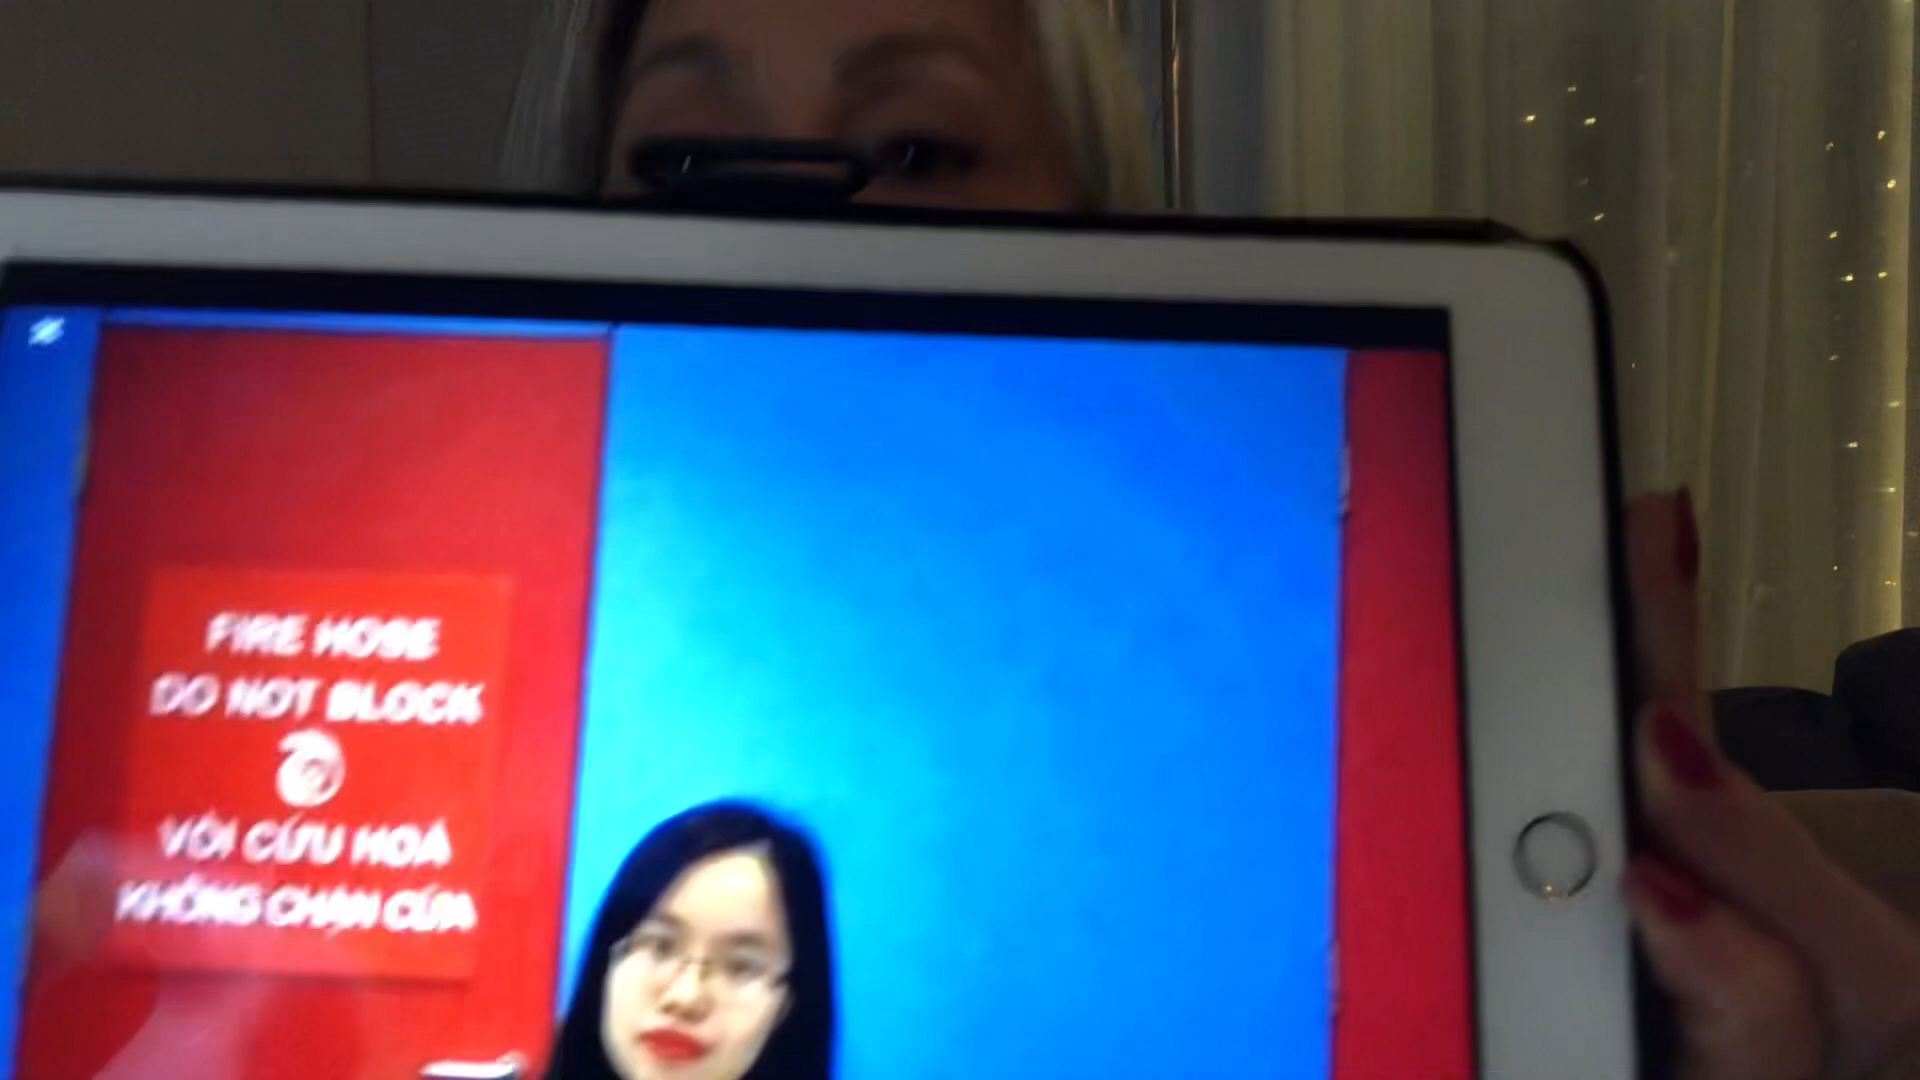 FIRE HOSE
DO NOT BLOCK
VÒI CỨU HOẢ
KHÔNG CHẶN CỬA